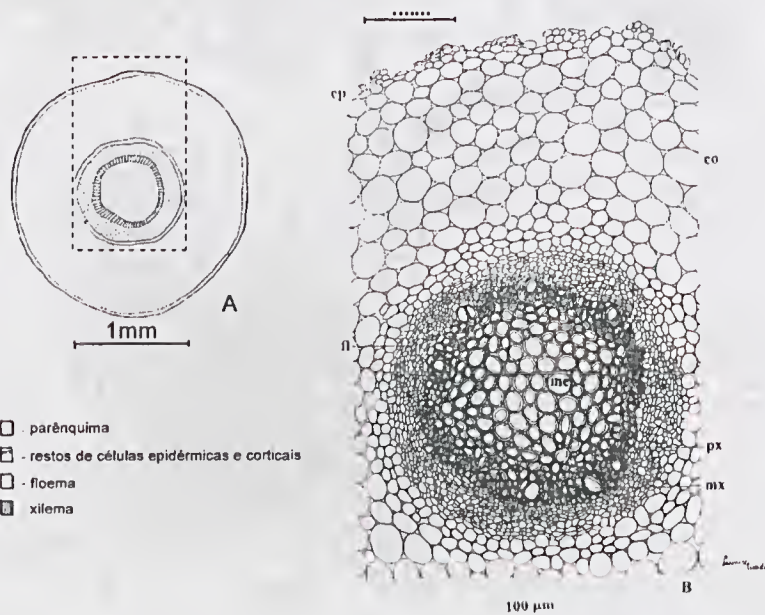 ep
co
A
1mm
fl
me
parênquima
- restos de células epidérmicas e corticais
- floema
xilema
px
mx
B
100 µm